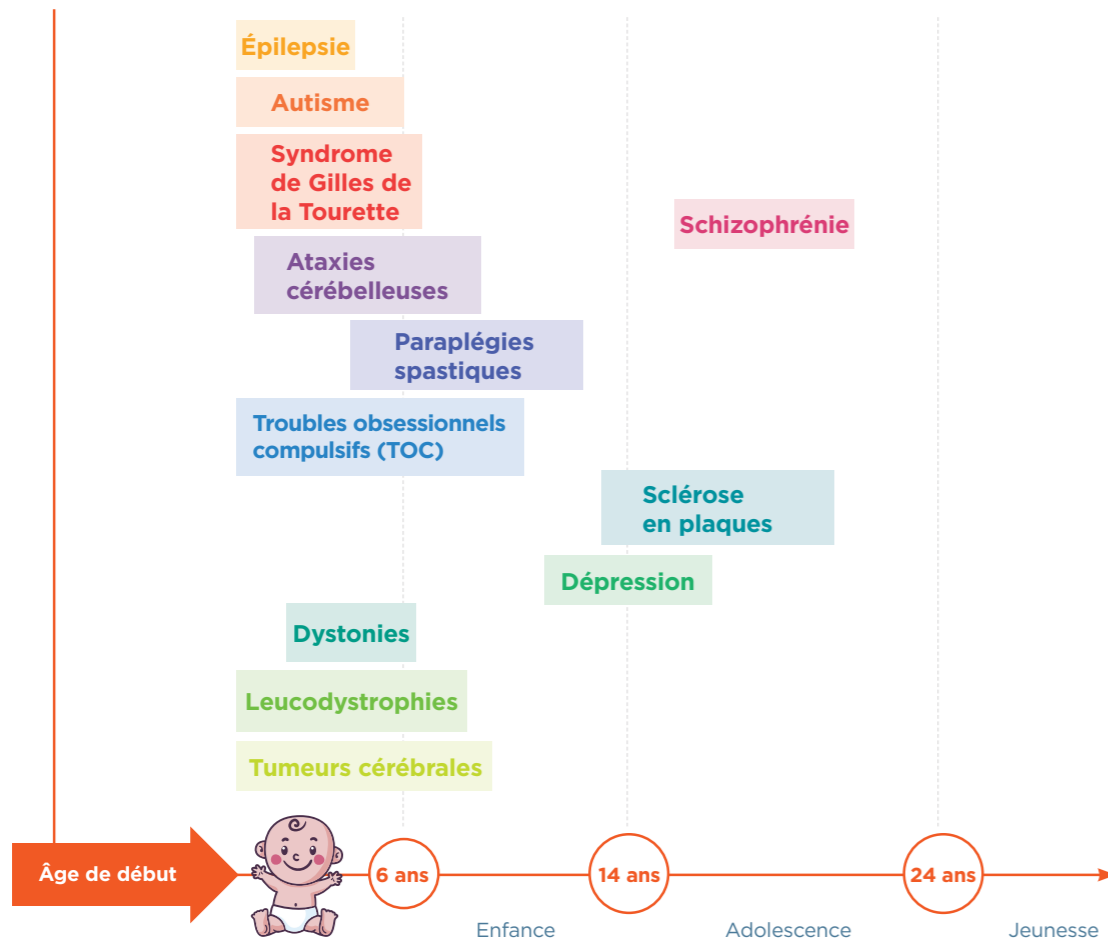 Épilepsie
Autisme
Syndrome
de Gilles de
la Tourette
Schizophrénie
Ataxies
cérébelleuses
Paraplégies
spastiques
Troubles obsessionnels
compulsifs (TOC)
Sclérose
en plaques
Dépression
Dystonies
Leucodystrophies
Tumeurs cérébrales
Âge de début
6 ans
14 ans
24 ans
Enfance
Adolescence
Jeunesse